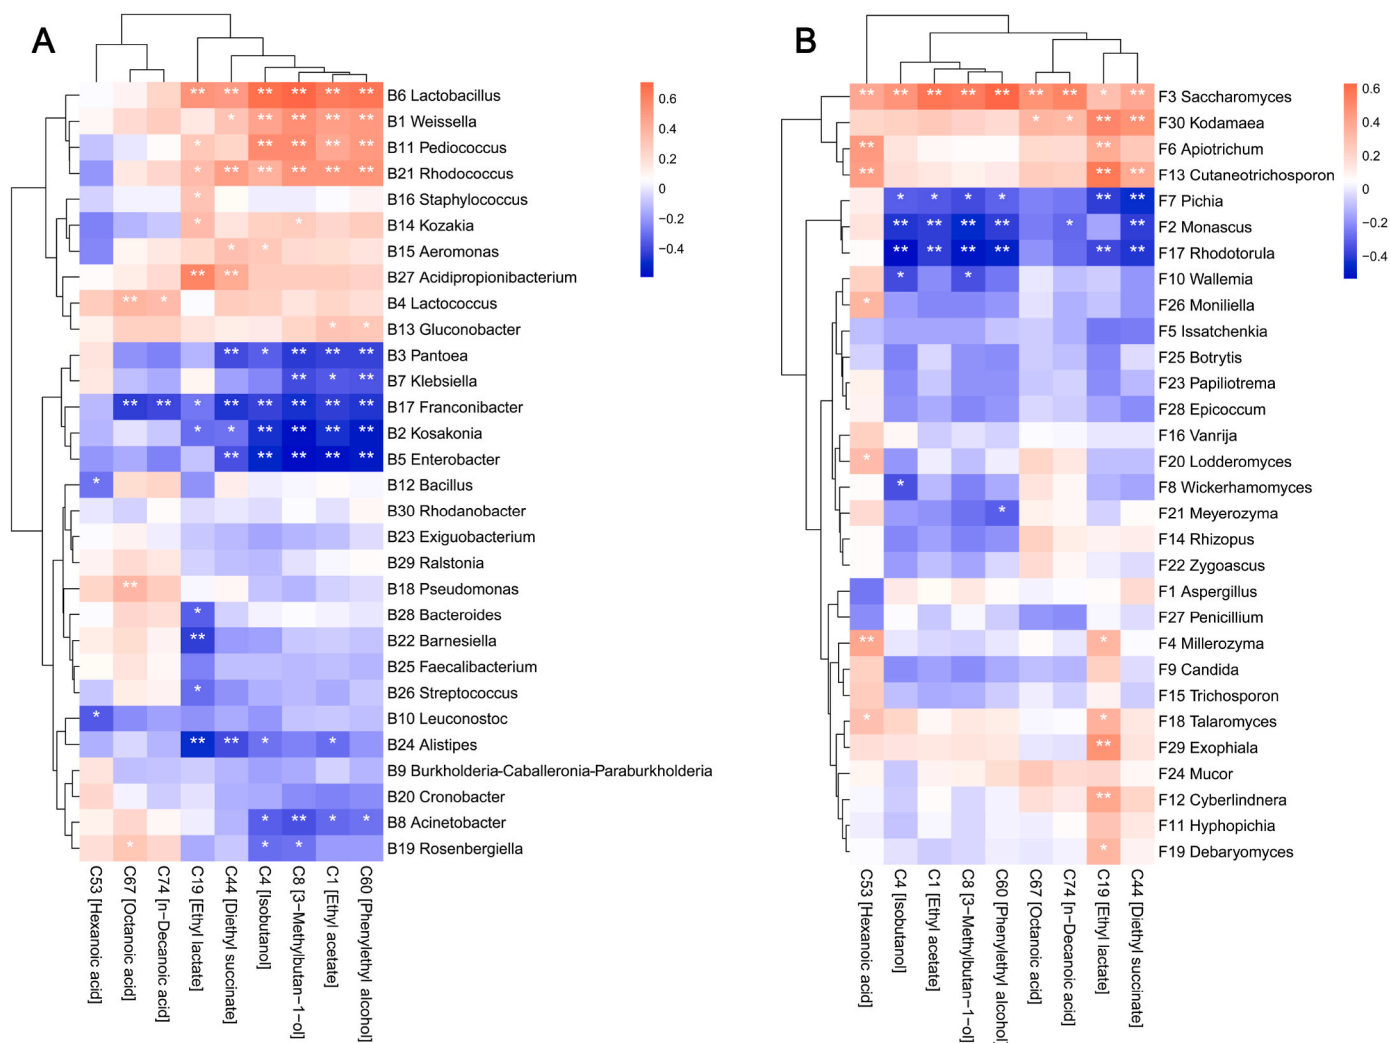 A
B6 Lactobacillus
B1 Weissella
B11 Pediococcus
B21 Rhodococcus
B16 Staphylococcus
B14 Kozakia
B15 Aeromonas
B27 Acidipropionibacterium
B4 Lactococcus
B13 Gluconobacter
B3 Pantoea
B7 Klebsiella
B17 Franconibacter
B2 Kosakonia
B5 Enterobacter
B12 Bacillus
B30 Rhodanobacter
B23 Exiguobacterium
B29 Ralstonia
B18 Pseudomonas
B28 Bacteroides
B22 Barnesiella
B25 Faecalibacterium
B26 Streptococcus
B10 Leuconostoc
B24 Alistipes
B9 Burkholderia-Caballeronia-Paraburkholderia
B20 Cronobacter
B8 Acinetobacter
B19 Rosenbergiella
C53 [Hexanoic acid]
C67 [Octanoic acid]
C74 [n−Decanoic acid]
C19 [Ethyl lactate]
C44 [Diethyl succinate]
C4 [Isobutanol]
C8 [3−Methylbutan−1−ol]
C1 [Ethyl acetate]
C60 [Phenylethyl alcohol]
0.6
0.4
0.2
0
−0.2
−0.4
B
F3 Saccharomyces
F30 Kodamaea
F6 Apiotrichum
F13 Cutaneotrichosporon
F7 Pichia
F2 Monascus
F17 Rhodotorula
F10 Wallemia
F26 Moniliella
F5 Issatchenkia
F25 Botrytis
F23 Papiliotrema
F28 Epicoccum
F16 Vanrija
F20 Lodderomyces
F8 Wickerhamomyces
F21 Meyerozyma
F14 Rhizopus
F22 Zygoascus
F1 Aspergillus
F27 Penicillium
F4 Millerozyma
F9 Candida
F15 Trichosporon
F18 Talaromyces
F29 Exophiala
F24 Mucor
F12 Cyberlindnera
F11 Hyphopichia
F19 Debaryomyces
C53 [Hexanoic acid]
C4 [Isobutanol]
C1 [Ethyl acetate]
C8 [3−Methylbutan−1−ol]
C60 [Phenylethyl alcohol]
C67 [Octanoic acid]
C74 [n−Decanoic acid]
C19 [Ethyl lactate]
C44 [Diethyl succinate]
0.6
0.4
0.2
0
−0.2
−0.4